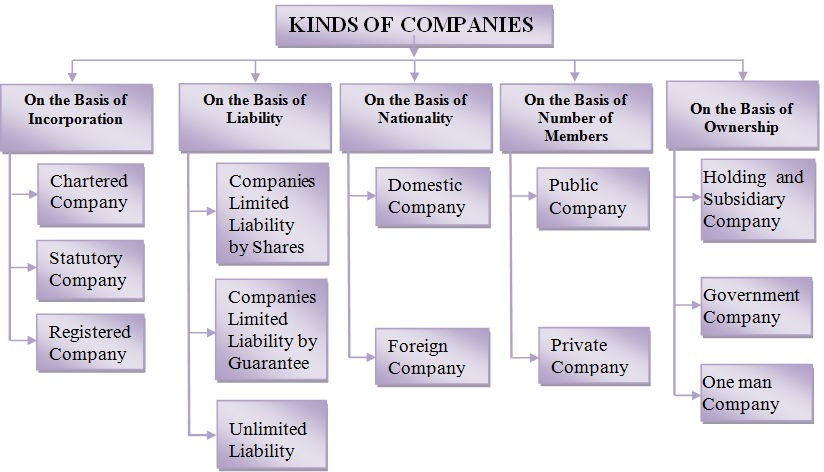 KINDS OF COMPANIES
On the Basis of
Incorporation
Chartered
Company
Statutory
Company
Registered
Company
On the Basis of
Liability
Companies
Limited
Liability
by Shares
Companies
Limited
Liability by
Guarantee
Unlimited
Liability
On the Basis of
Nationality
Domestic
Company
Foreign
Company
On the Basis of
Number of
Members
Public
Company
Private
Company
On the Basis of
Ownership
Holding and
Subsidiary
Company
Government
Company
One man
Company